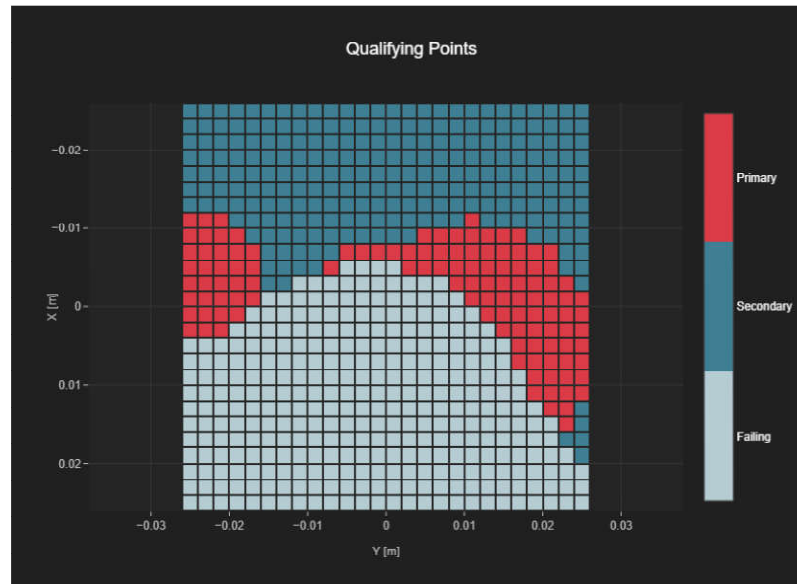 Qualifying Points
−0.02
−0.01
0
0.01
0.02
X [m]
−0.03
−0.02
−0.01
0
0.01
0.02
0.03
Y [m]
Primary
Secondary
Failing